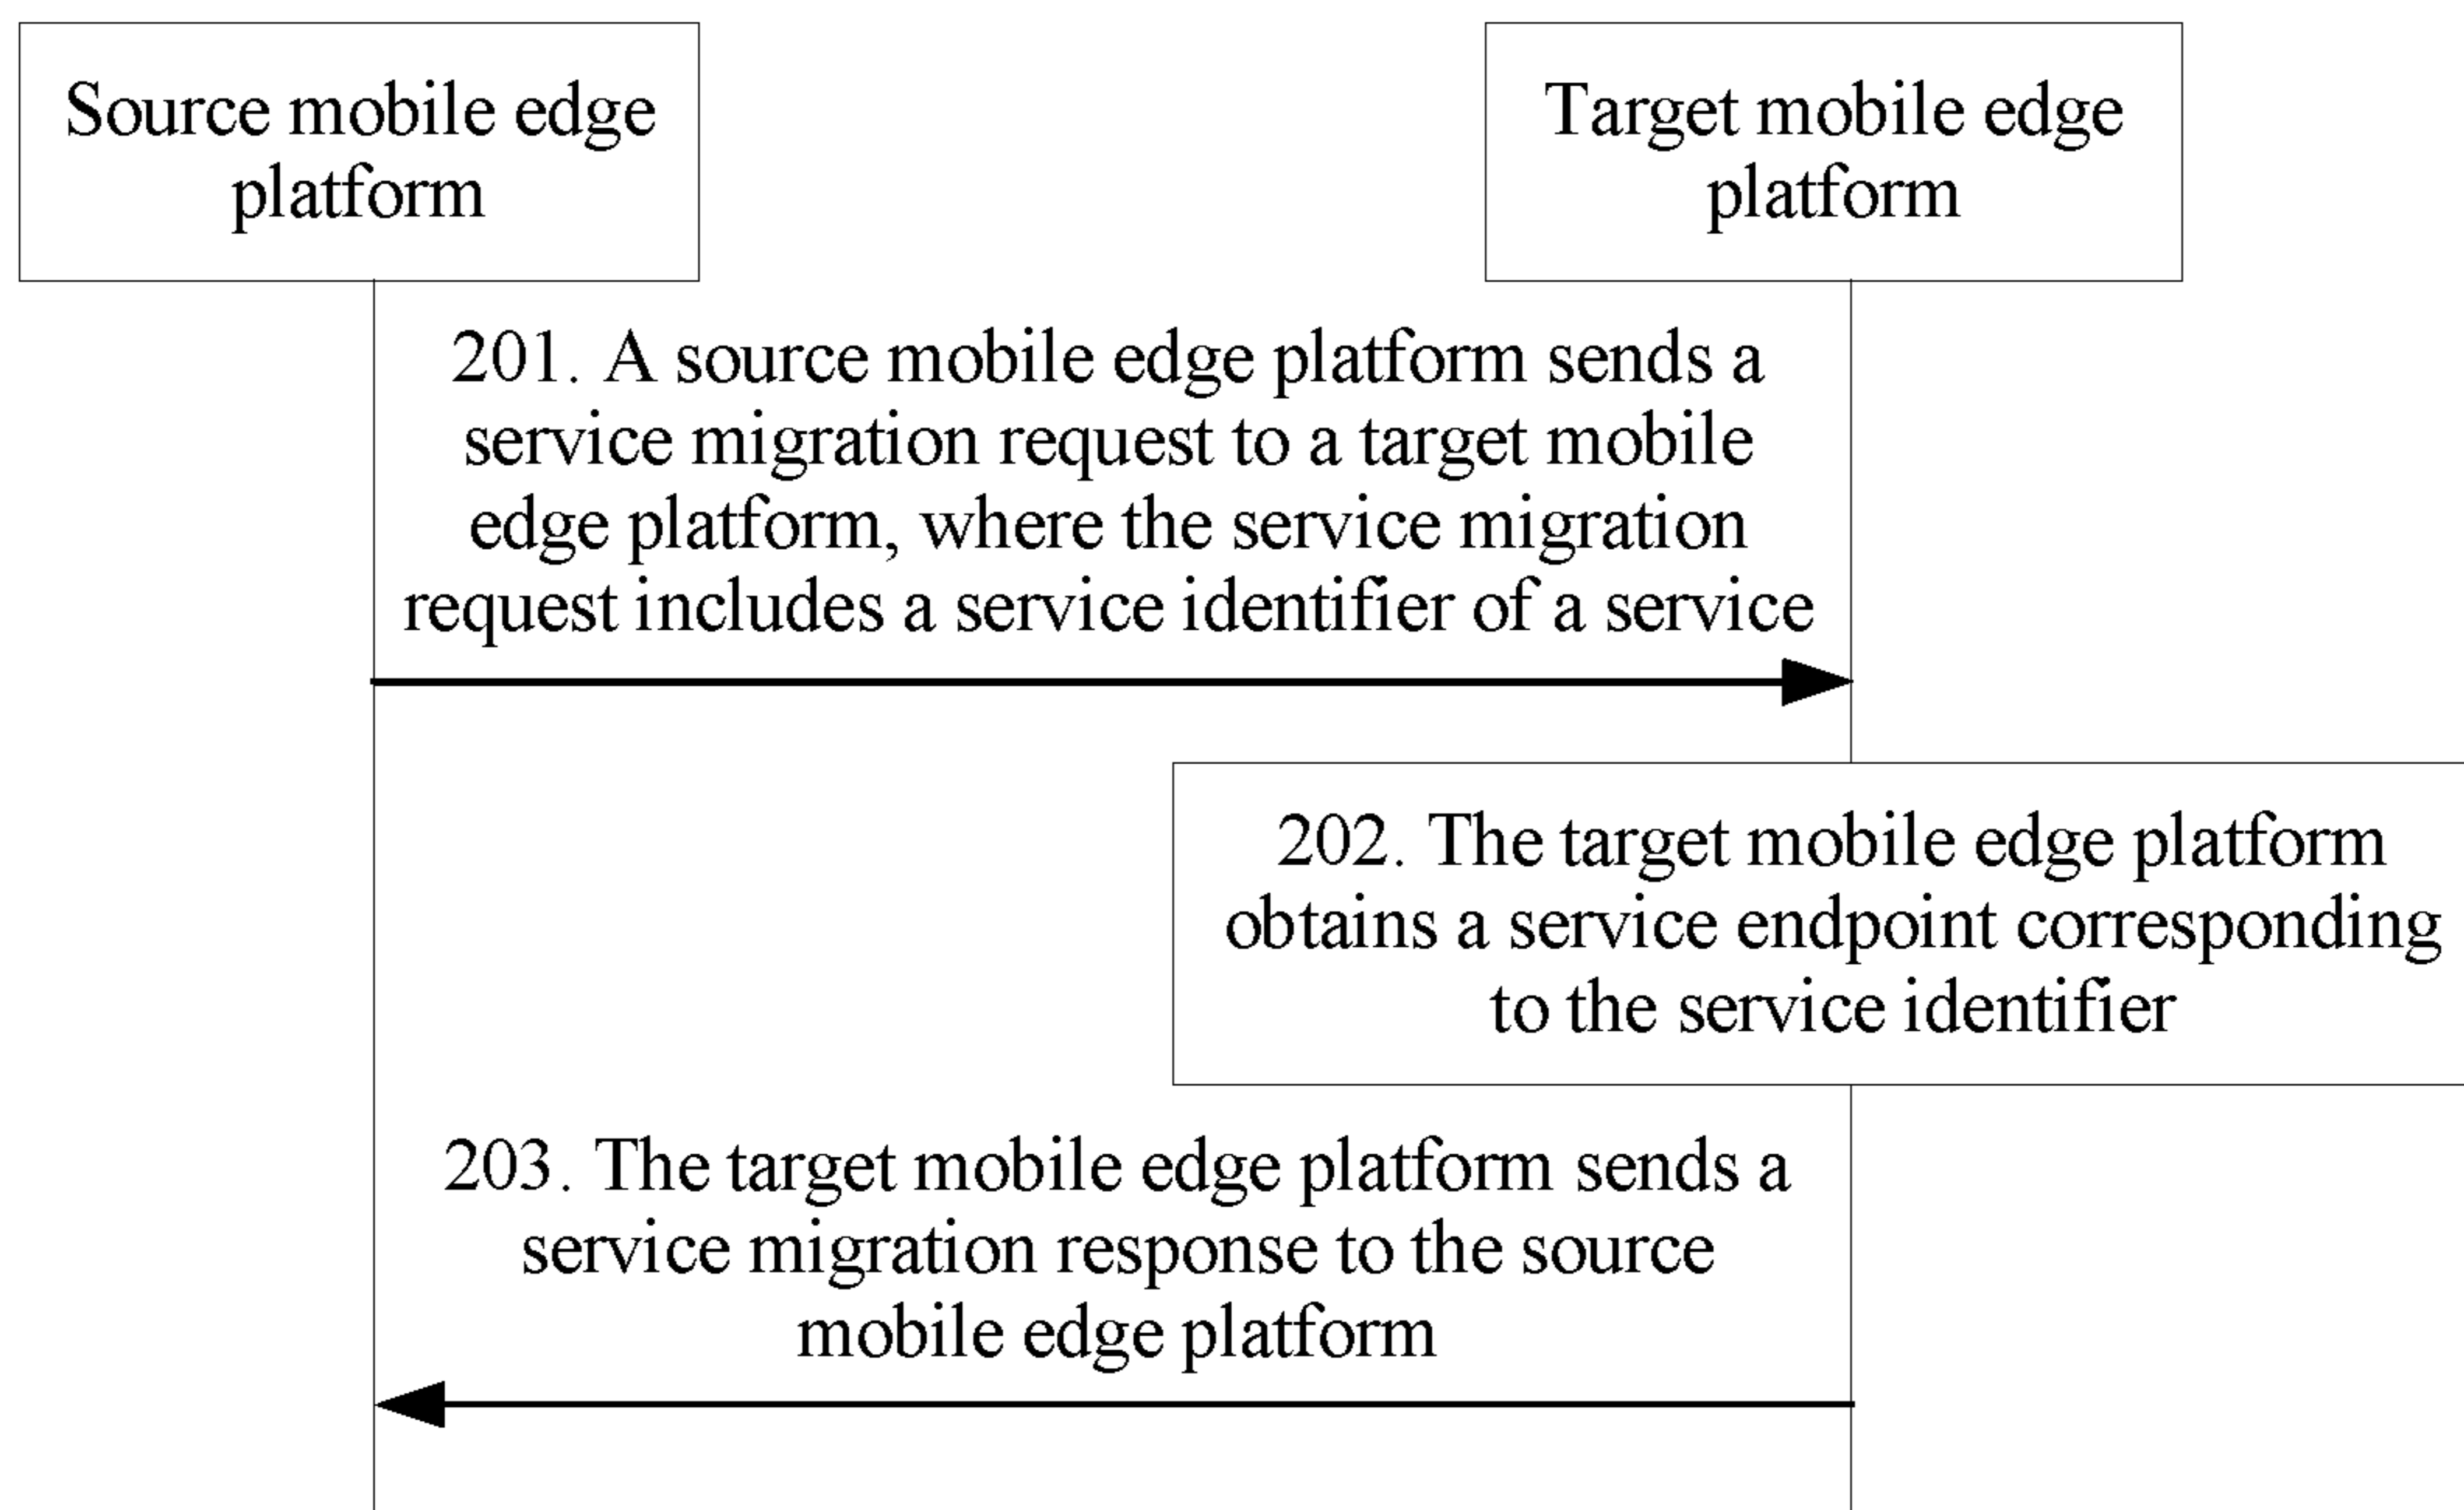 Source mobile edge
platform
Target mobile edge
platform
201. A source mobile edge platform sends a
service migration request to a target mobile
edge platform, where the service migration
request includes a service identifier of a service
202. The target mobile edge platform
obtains a service endpoint corresponding
to the service identifier
203. The target mobile edge platform sends a
service migration response to the source
mobile edge platform